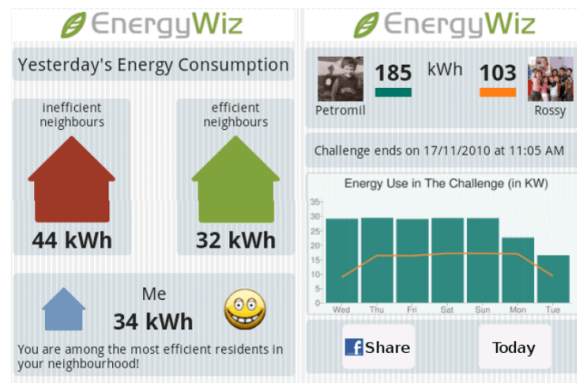 EnergyWiz
Yesterday's Energy Consumption
inefficient
neighbours
44 kWh
efficient
neighbours
32 kWh
Me
34 kWh
You are among the most efficient residents in
your neighbourhood!
EnergyWiz
185 kWh 103
Petromil Rossy
Challenge ends on 17/11/2010 at 11:05 AM
Energy Use in The Challenge (in KW)
35
30
25
20
15
10
5
0
Wed Thu Fri Sat Sun Mon Tue
f Share
Today